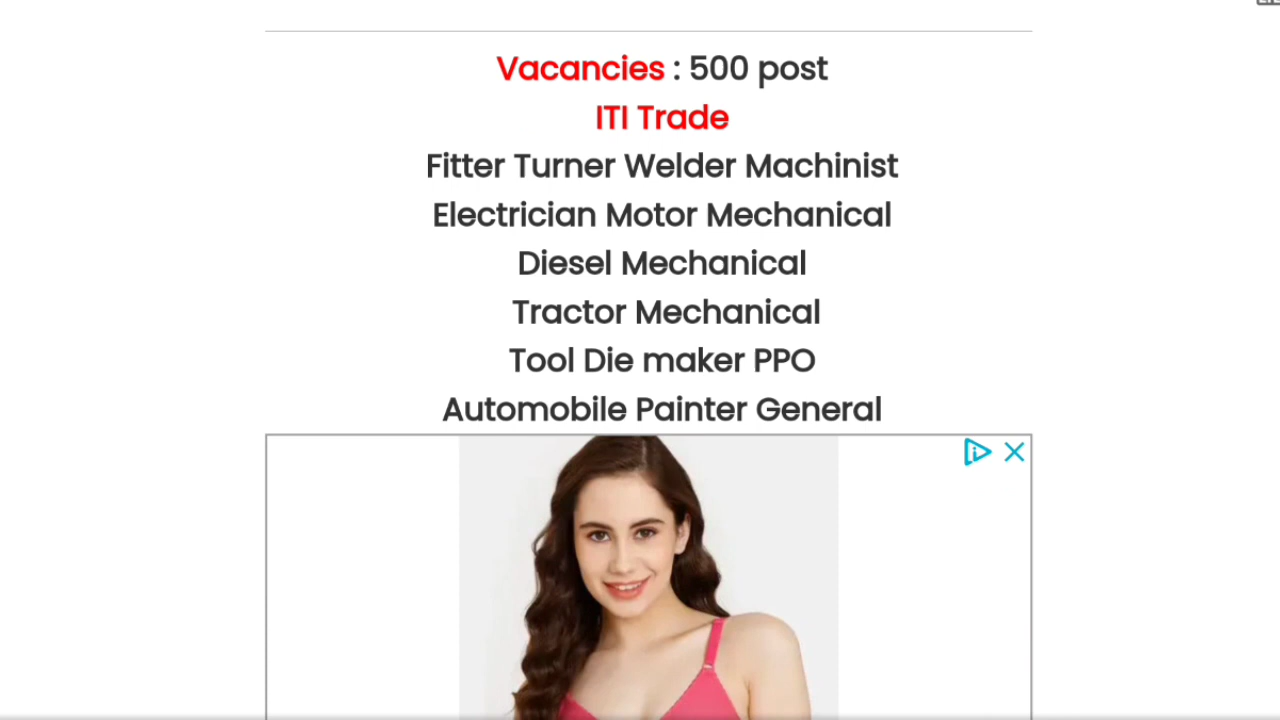 Vacancies : 500 post
ITI Trade
Fitter Turner Welder Machinist
Electrician Motor Mechanical
Diesel Mechanical
Tractor Mechanical
Tool Die maker PPO
Automobile Painter General